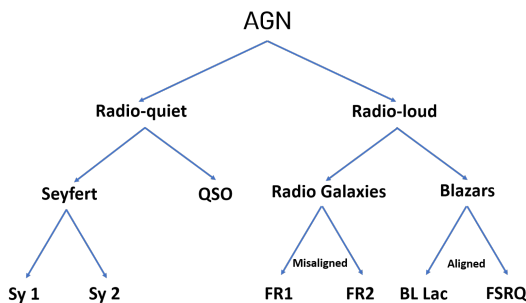 AGN
Radio-quiet Radio-loud
Seyfert QSO Radio Galaxies Blazars
Misaligned Aligned
Sy 1 Sy 2 FR1 FR2 BL Lac FSRQ